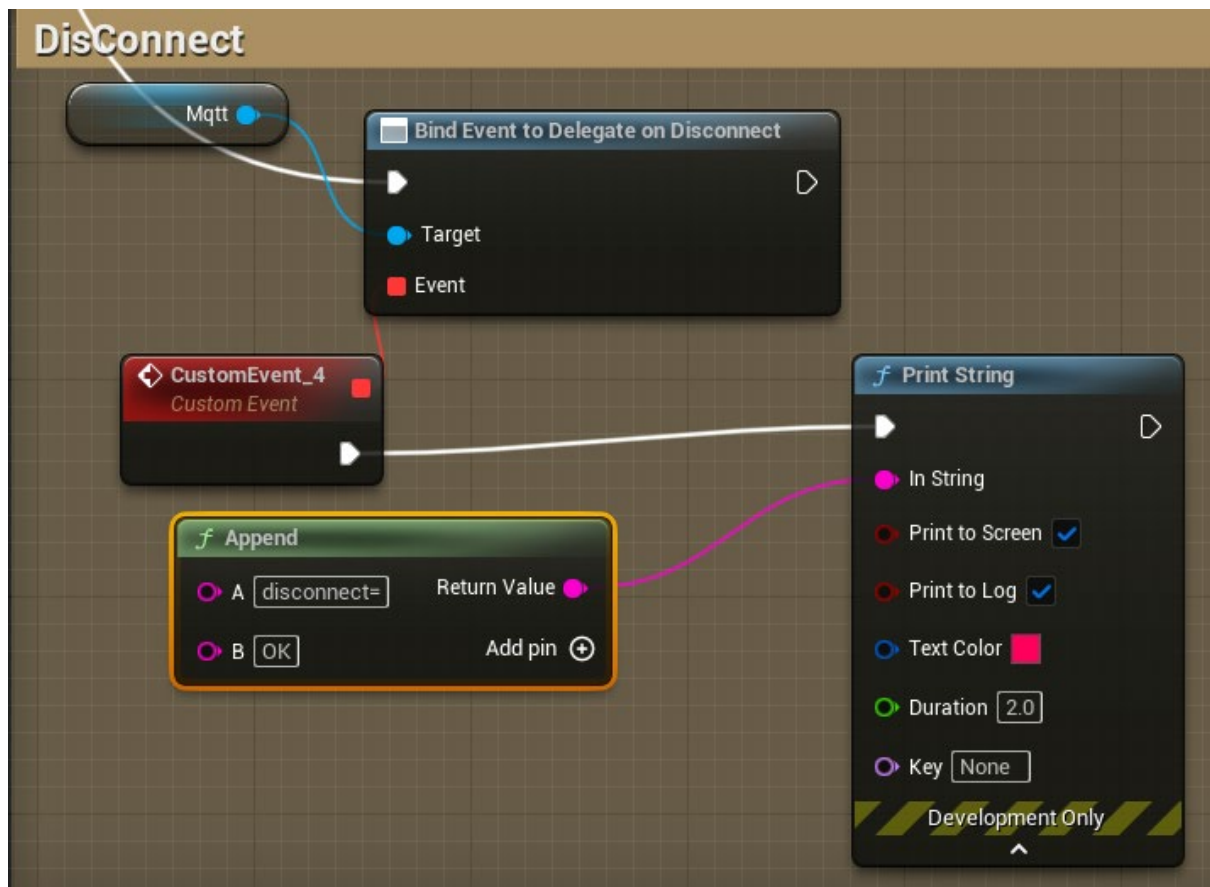 DisConnect
Mqtt
Bind Event to Delegate on Disconnect
Target
Event
CustomEvent_4
Custom Event
f Print String
In String
Print to Screen
Print to Log
Text Color
Duration 2.0
Key None
Development Only
f Append
A disconnect= Return Value
B OK Add pin